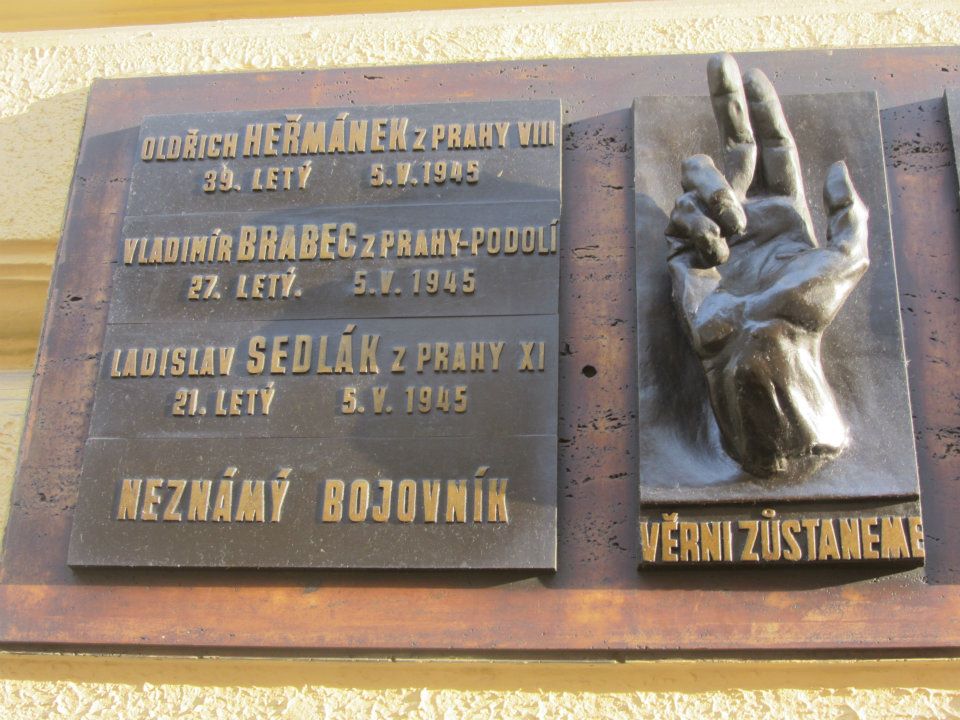 OLDŘICH HEŘMÁNEK Z PRAHY VIII
39. LETÝ 5.V.1945
VLADIMÍR BRABEC Z PRAHY-PODOLÍ
27. LETÝ. 5.V. 1945
LADISLAV SEDLÁK Z PRAHY XI
21. LETÝ 5.V. 1945
NEZNÁMÝ BOJOVNÍK
VĚRNI ZŮSTANEME